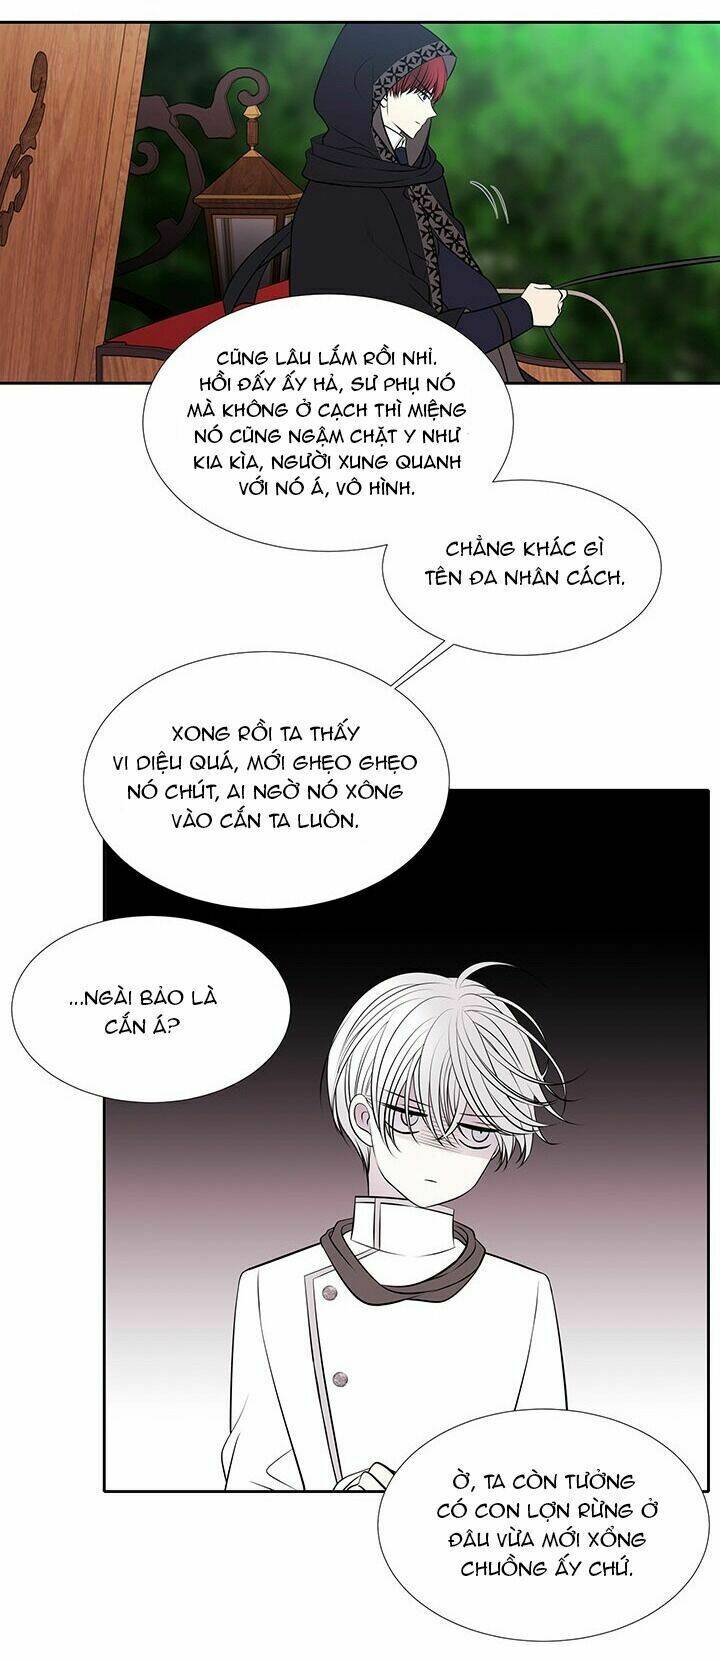 CŨNG LÂU LẮM RỒI NHỈ.
HỒI ĐẤY ẤY HẢ, SƯ PHỤ NÓ
MÀ KHÔNG Ở CẠCH THÌ MIỆNG
NÓ CŨNG NGẬM CHẶT Y NHƯ
KIA KÌA, NGƯỜI XUNG QUANH
VỚI NÓ Á, VÔ HÌNH.
CHẲNG KHÁC GÌ
TÊN ĐA NHÂN CÁCH.
XONG RỒI TA THẤY
VI DIỆU QUÁ, MỚI GHẸO GHẸO
NÓ CHÚT, AI NGỜ NÓ XÔNG
VÀO CẮN TA LUÔN.
...NGÀI BẢO LÀ
CẮN Á?
Ờ, TA CÒN TƯỞNG
CÓ CON LỢN RỪNG Ở
ĐÂU VỪA MỚI XỔNG
CHUỒNG ẤY CHỨ.